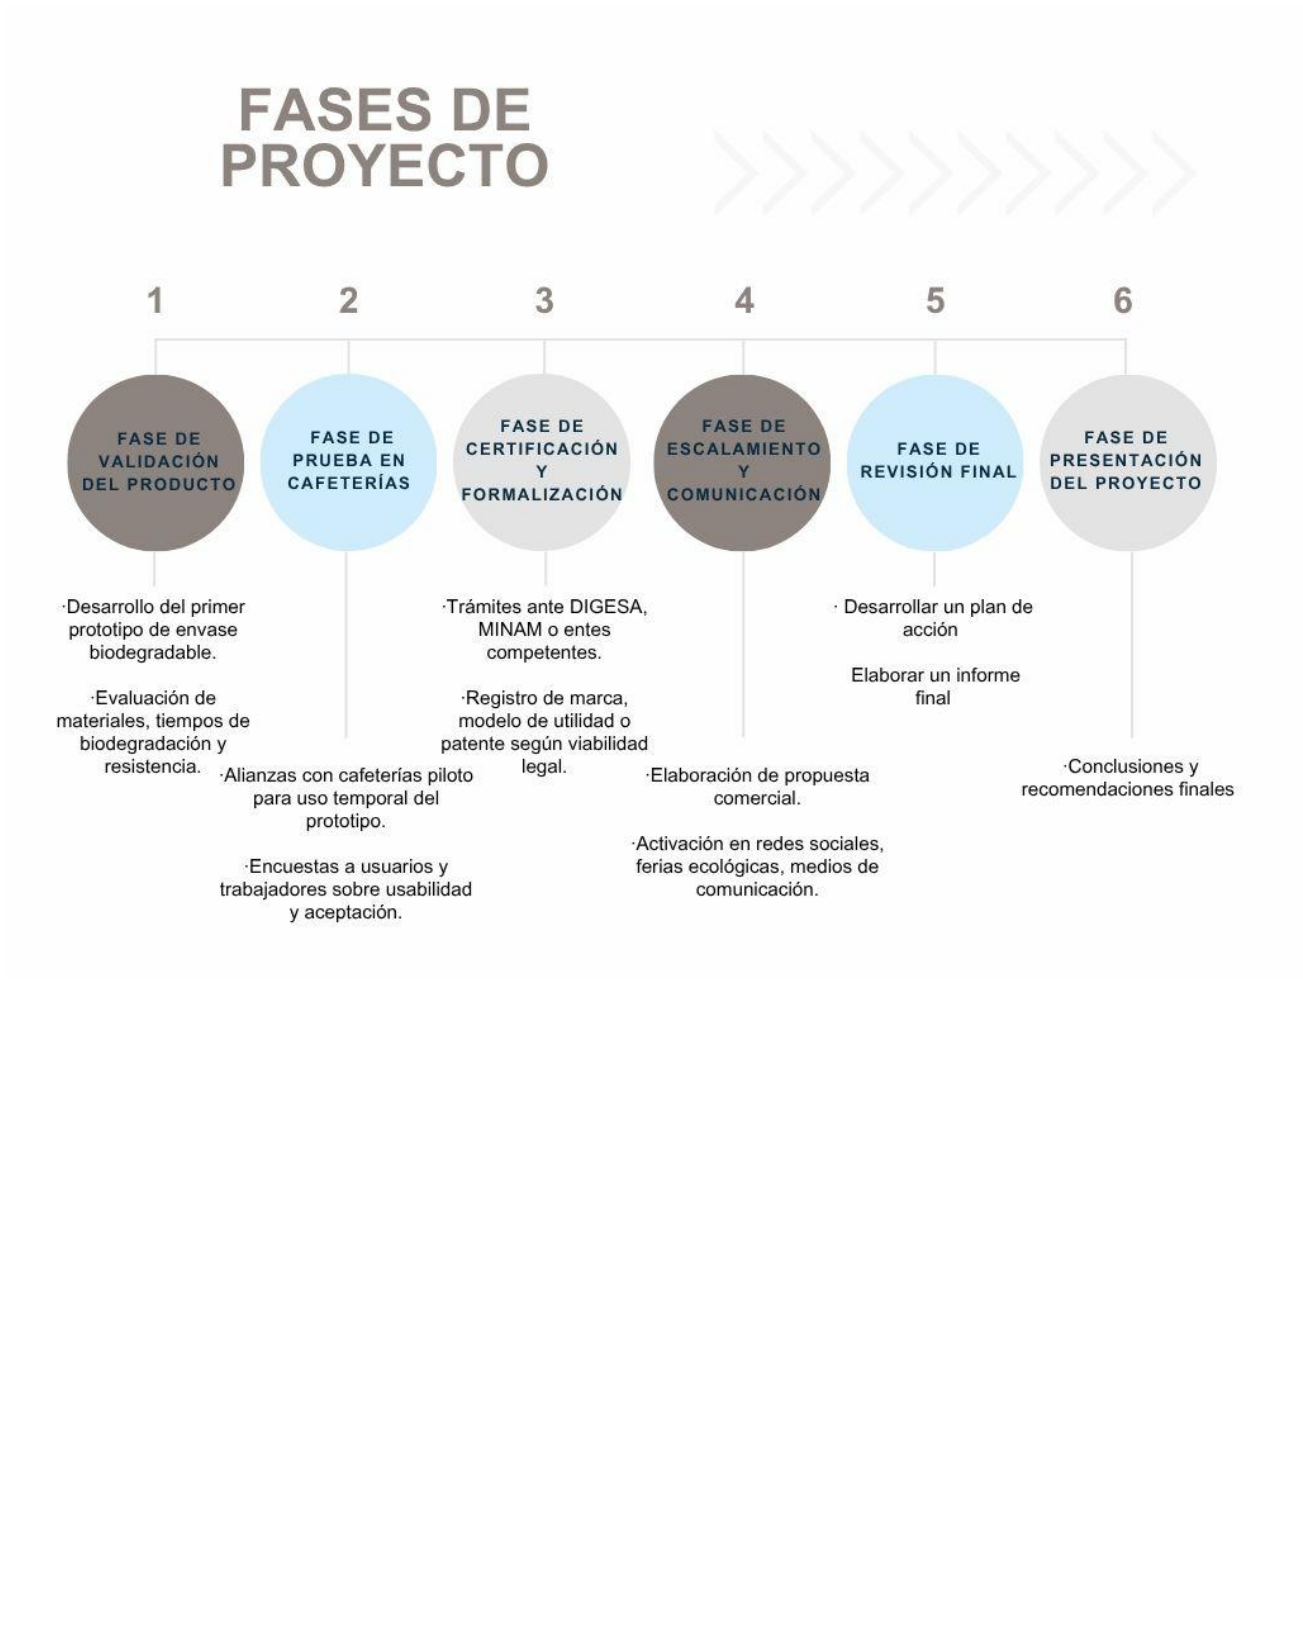 FASES DE
PROYECTO
1
2
3
4
5
6
FASE DE
VALIDACIÓN
DEL PRODUCTO
FASE DE
PRUEBA EN
CAFETERÍAS
FASE DE
CERTIFICACIÓN
Y
FORMALIZACIÓN
FASE DE
ESCALAMIENTO
Y
COMUNICACIÓN
FASE DE
REVISIÓN FINAL
FASE DE
PRESENTACIÓN
DEL PROYECTO
·Desarrollo del primer
prototipo de envase
biodegradable.
·Evaluación de
materiales, tiempos de
biodegradación y
resistencia.
·Alianzas con cafeterías piloto
para uso temporal del
prototipo.
·Encuestas a usuarios y
trabajadores sobre usabilidad
y aceptación.
·Trámites ante DIGESA,
MINAM o entes
competentes.
·Registro de marca,
modelo de utilidad o
patente según viabilidad
legal.
·Elaboración de propuesta
comercial.
·Activación en redes sociales,
ferias ecológicas, medios de
comunicación.
· Desarrollar un plan de
acción
Elaborar un informe
final
·Conclusiones y
recomendaciones finales